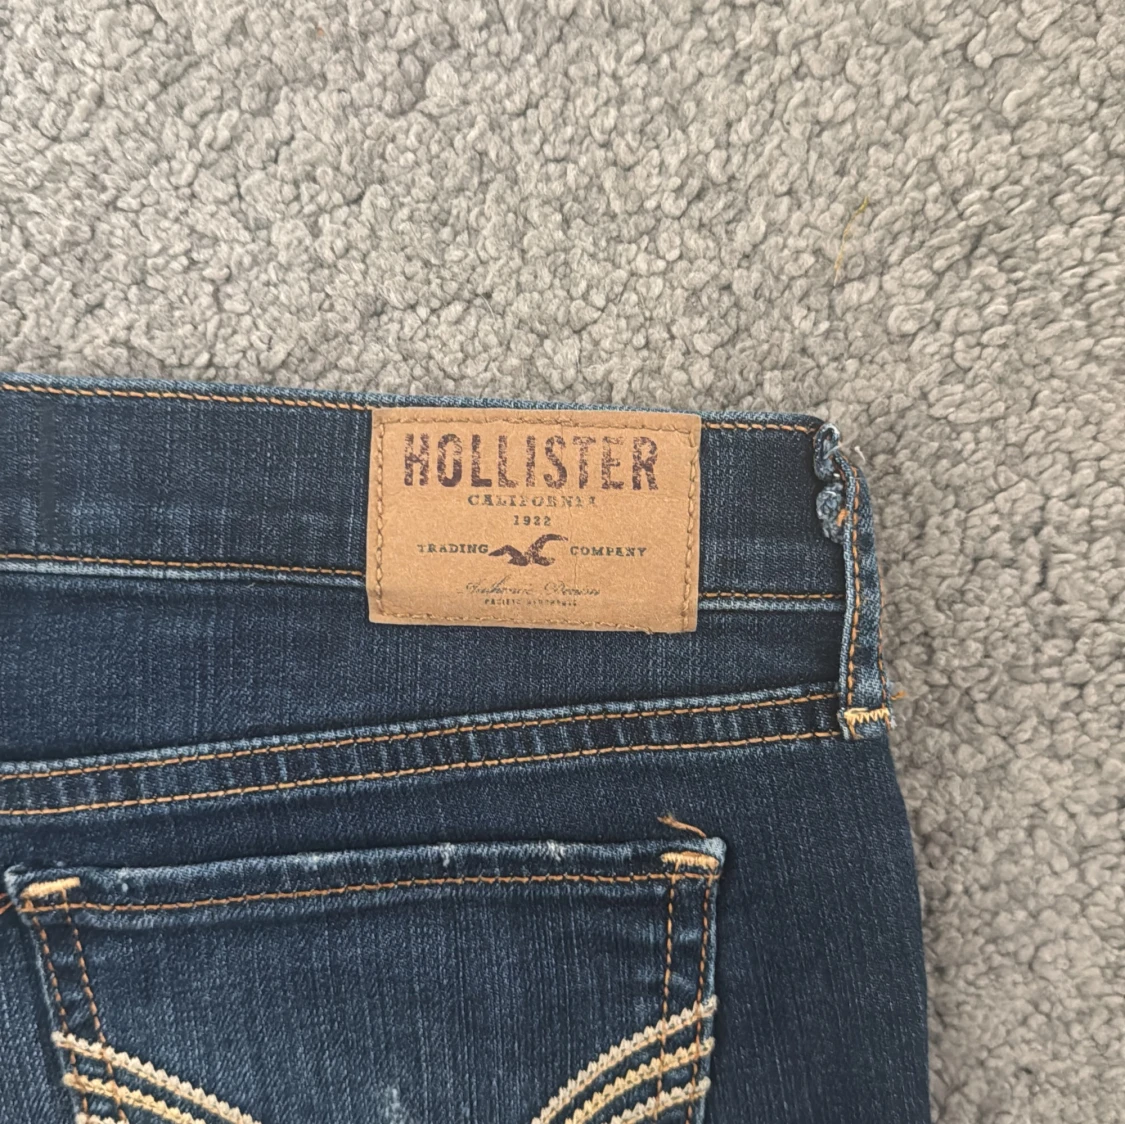 HOLLISTER
CALIFORNIA
1922
TRADING COMPANY